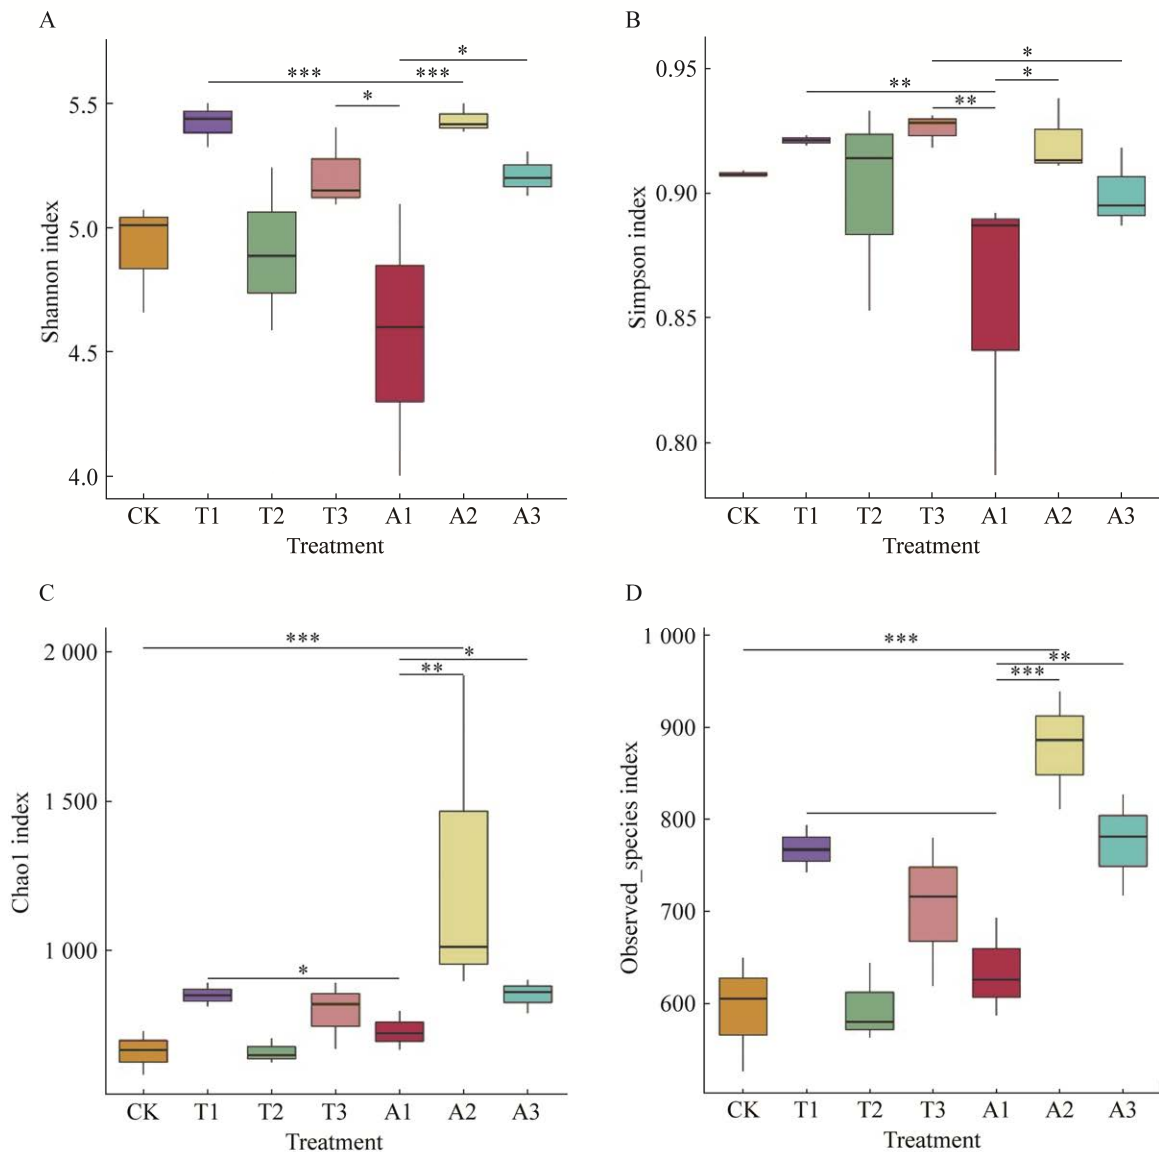 A
*
***
***
*
5.5
5.0
4.5
4.0
Shannon index
CK T1 T2 T3 A1 A2 A3
Treatment
B
*
*
**
**
0.95
0.90
0.85
0.80
Simpson index
CK T1 T2 T3 A1 A2 A3
Treatment
C
***
*
**
*
2 000
1 500
1 000
Chao1 index
CK T1 T2 T3 A1 A2 A3
Treatment
D
***
**
***
1 000
900
800
700
600
Observed_species index
CK T1 T2 T3 A1 A2 A3
Treatment